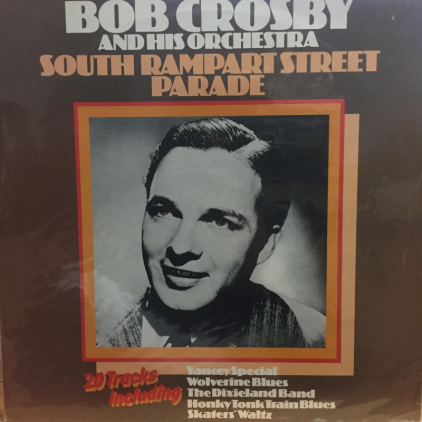 BOB CROSBY
AND HIS ORCHESTRA
SOUTH RAMPART STREET
PARADE
20 Tracks
Including
Yancey Special
Wolverine Blues
The Dixieland Band
Honky Tonk Train Blues
Skaters' Waltz